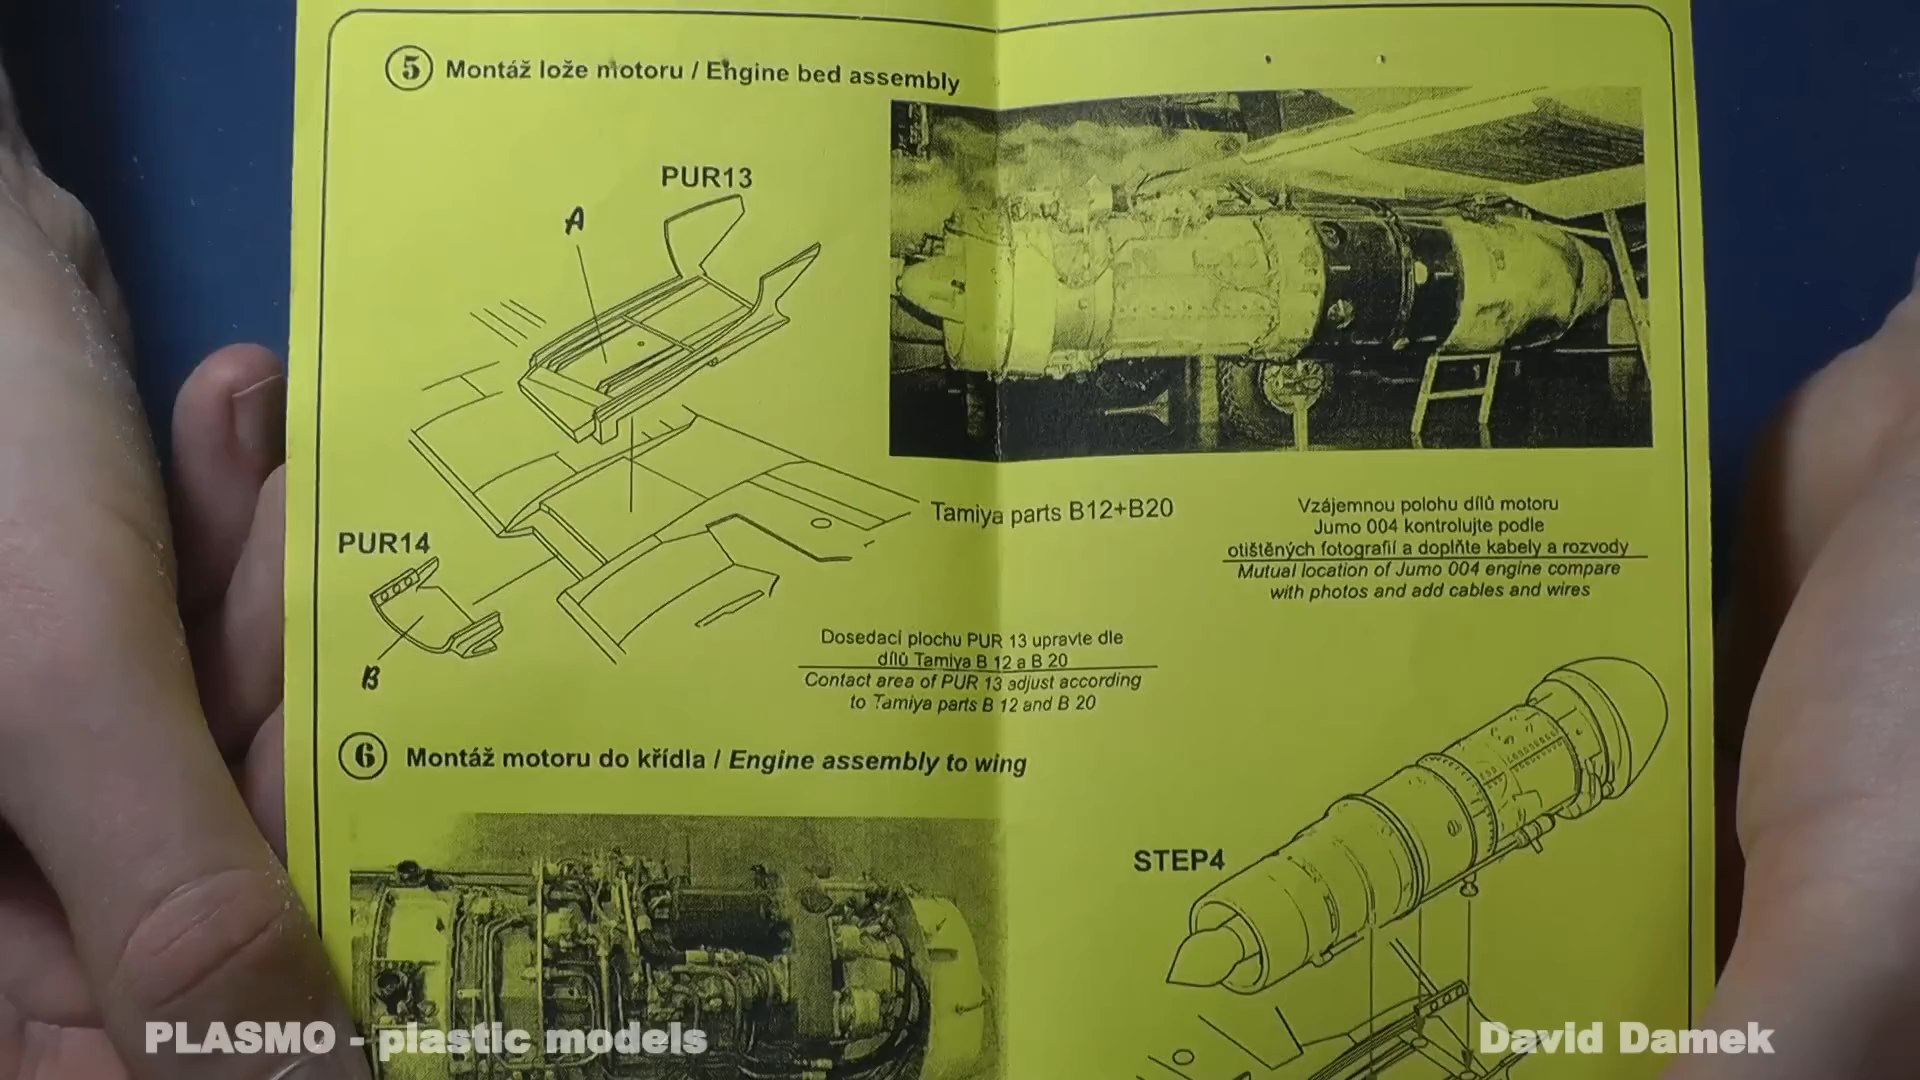 5 Montáž lože motoru / Engine bed assembly
PUR13
A
Tamiya parts B12+B20
PUR14
B
Vzájemnou polohu dílů motoru
Jumo 004 kontrolujte podle
otištěných fotografií a doplňte kabely a rozvody
Mutual location of Jumo 004 engine compare
with photos and add cables and wires
Dosedací plochu PUR 13 upravte dle
dílů Tamiya B 12 a B 20
Contact area of PUR 13 adjust according
to Tamiya parts B 12 and B 20
6 Montáž motoru do křídla / Engine assembly to wing
STEP4
PLASMO - plastic models
David Damek